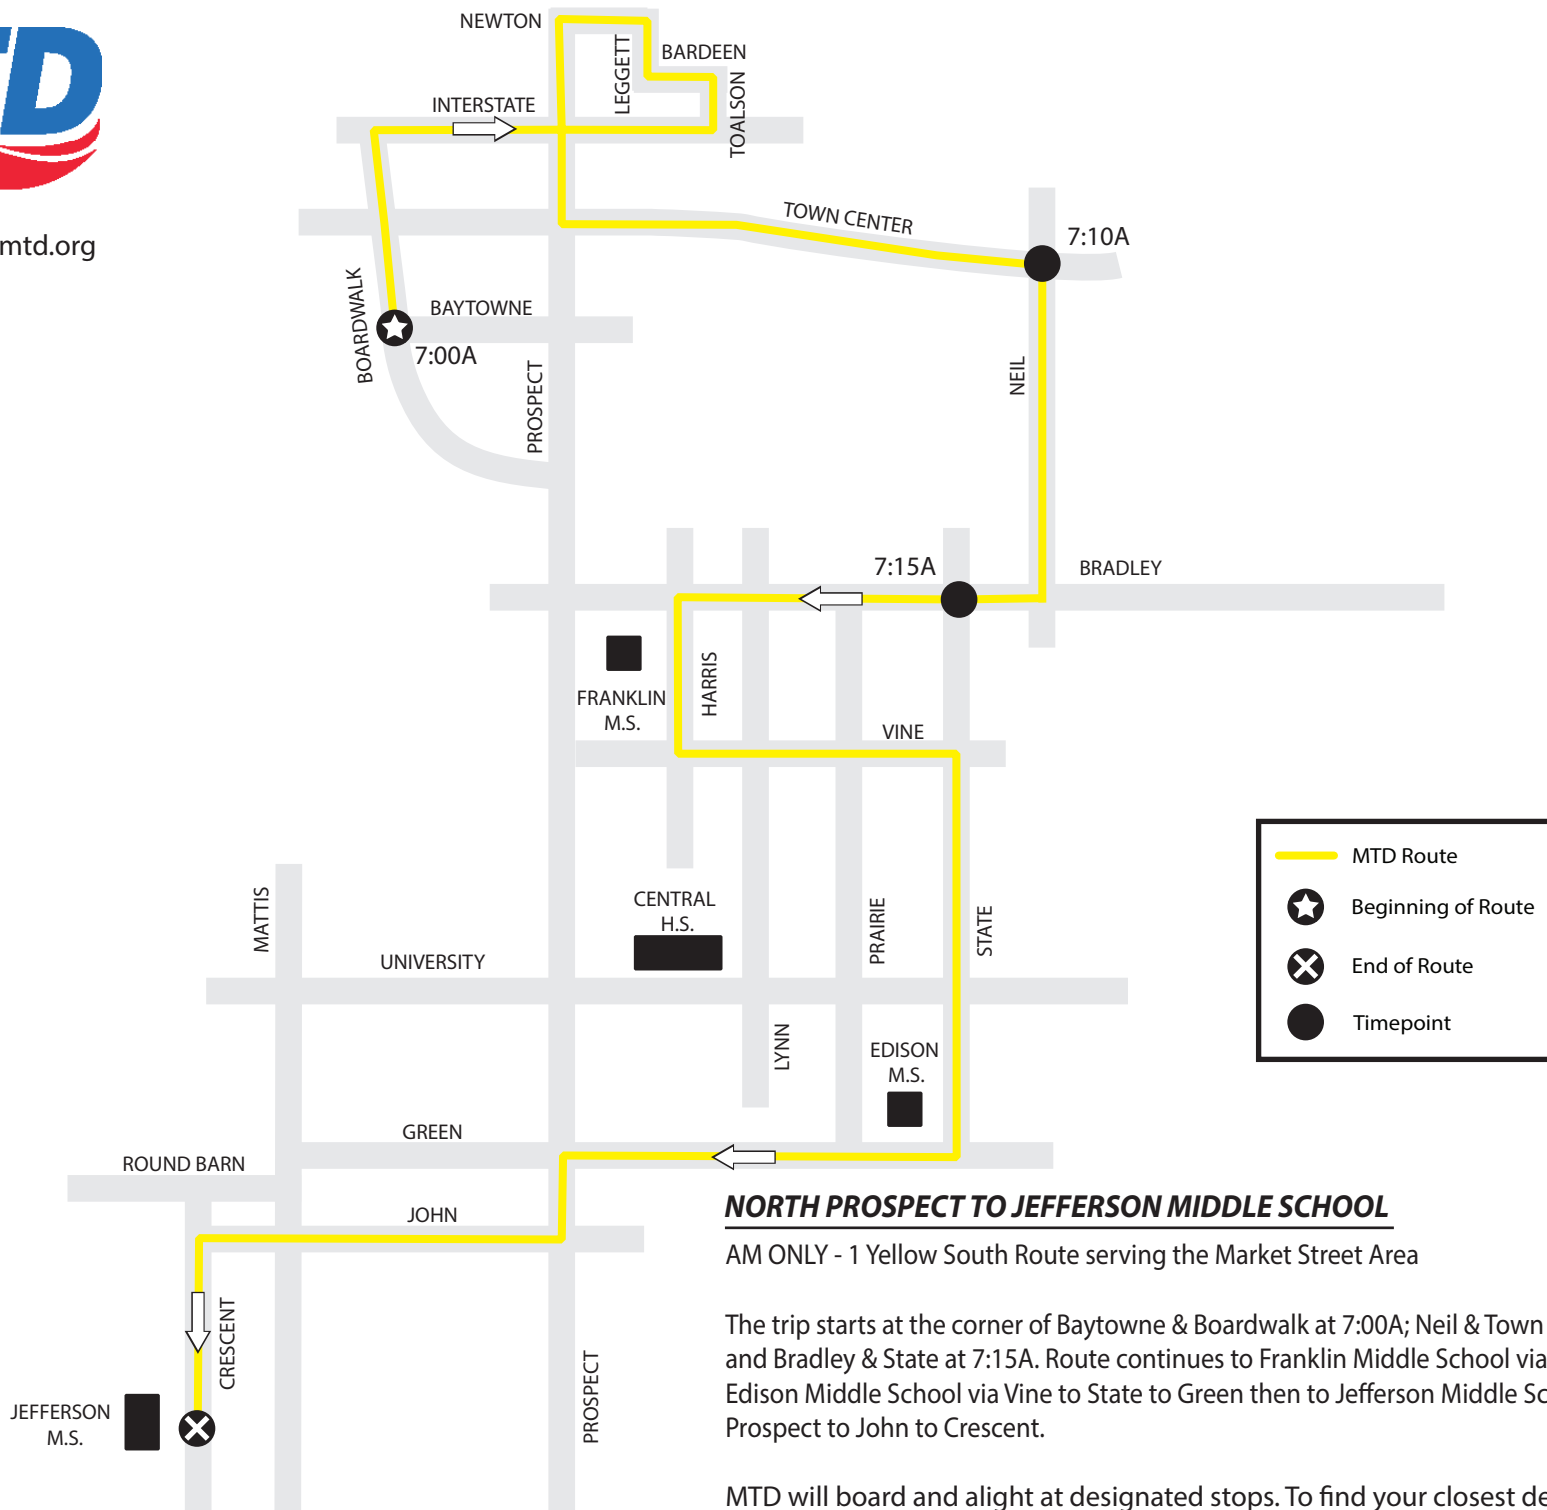 TD
mtd.org
NEWTON
LEGGETT
BARDEEN
TOALSON
INTERSTATE
TOWN CENTER
7:10A
BOARDWALK
BAYTOWNE
7:00A
PROSPECT
NEIL
7:15A
BRADLEY
FRANKLIN
M.S.
HARRIS
VINE
MATTIS
CENTRAL
H.S.
PRAIRIE
STATE
UNIVERSITY
LYNN
EDISON
M.S.
MTD Route
Beginning of Route
End of Route
Timepoint
GREEN
ROUND BARN
JOHN
CRESCENT
PROSPECT
JEFFERSON
M.S.
NORTH PROSPECT TO JEFFERSON MIDDLE SCHOOL
AM ONLY - 1 Yellow South Route serving the Market Street Area
The trip starts at the corner of Baytowne & Boardwalk at 7:00A; Neil & Town
and Bradley & State at 7:15A. Route continues to Franklin Middle School via
Edison Middle School via Vine to State to Green then to Jefferson Middle Sc
Prospect to John to Crescent.
MTD will board and alight at designated stops. To find your closest de